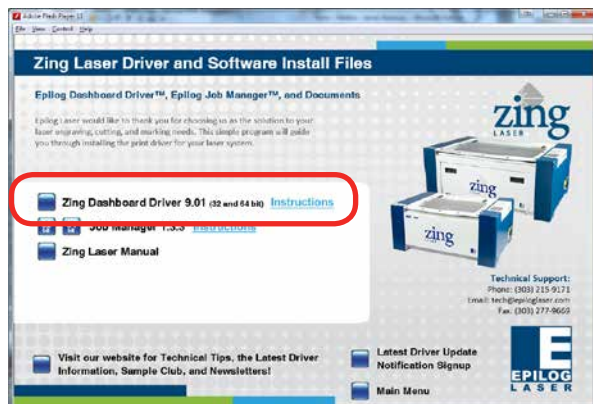 Adobe Flash Player 11
File View Control Help
Zing Laser Driver and Software Install Files
Epilog Dashboard Driver™, Epilog Job Manager™, and Documents
Epilog Laser would like to thank you for choosing us as the solution to your
laser engraving, cutting, and marking needs. This simple program will guide
you through installing the print driver for your laser system.
zing
LASER
Zing Dashboard Driver 9.01 (32 and 64 bit) Instructions
Job Manager 1.3.3 Instructions
Zing Laser Manual
zing
zing
Technical Support:
Phone: (303) 215-9171
Email: tech@epiloglaser.com
Fax: (303) 277-9669
Visit our website for Technical Tips, the Latest Driver
Information, Sample Club, and Newsletters!
Latest Driver Update
Notification Signup
Main Menu
E
EPILOG
LASER